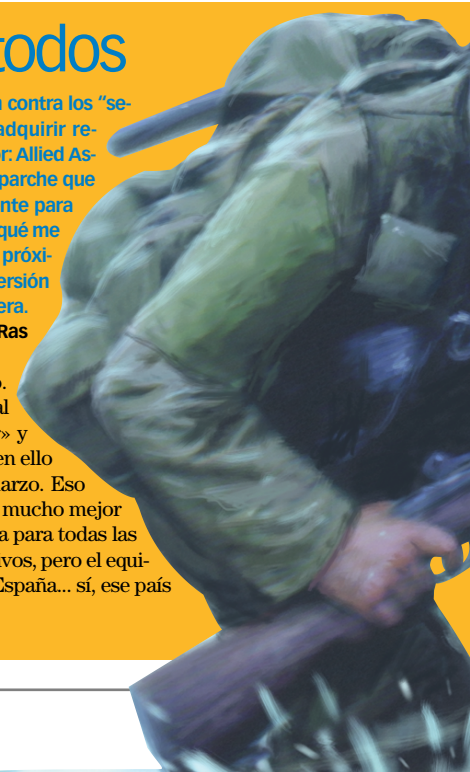 todos
contra los “se-
adquirir re-
r: Allied As-
parche que
nte para
qué me
próxi-
ersión
era.
Ras
o.
al
» y
en ello
arzo. Eso
mucho mejor
a para todas las
vos, pero el equi-
España... sí, ese país